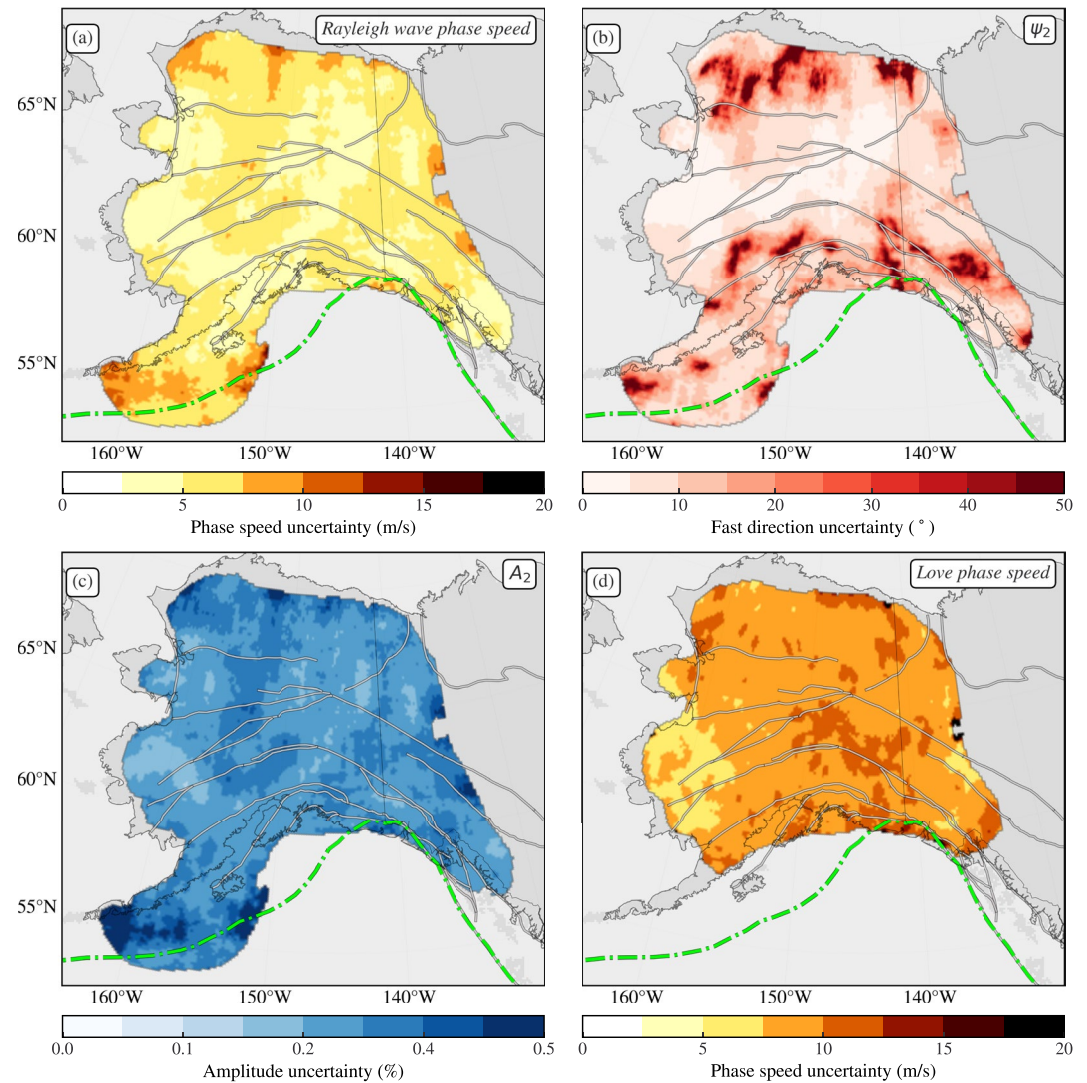 (a)
Rayleigh wave phase speed
(b)
ψ₂
65°N
60°N
55°N
160°W
150°W
140°W
160°W
150°W
140°W
0
5
10
15
20
Phase speed uncertainty (m/s)
0
10
20
30
40
50
Fast direction uncertainty (°)
(c)
A₂
(d)
Love phase speed
65°N
60°N
55°N
160°W
150°W
140°W
160°W
150°W
140°W
0.0
0.1
0.2
0.4
0.5
Amplitude uncertainty (%)
0
5
10
15
20
Phase speed uncertainty (m/s)